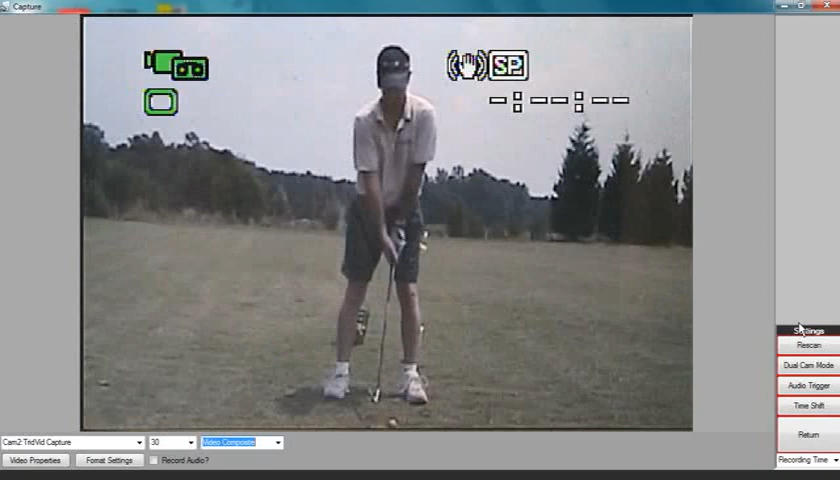 Capture
SP
--:--:--
Settings
Rescan
Dual Cam Mode
Audio Trigger
Time Shift
Return
Recording Time
Cam2:TridVid Capture
30
Video Composite
Video Properties
Fomat Settings
Record Audio?